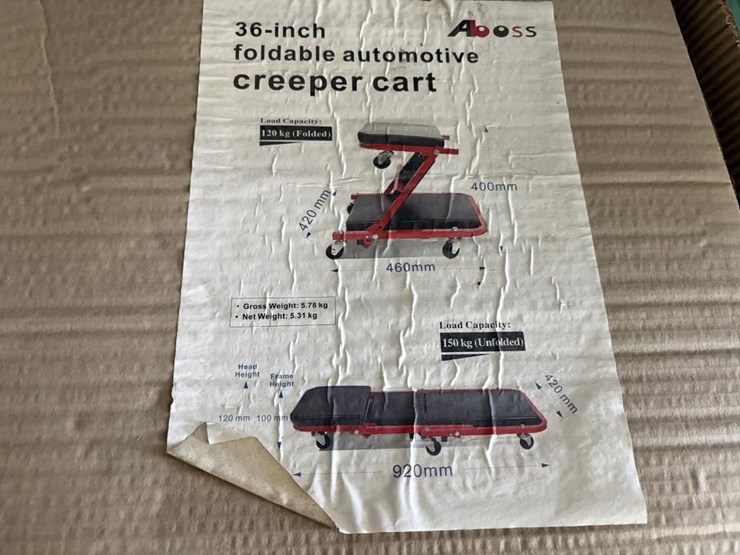 36-inch
Aboss
foldable automotive
creeper cart
Load Capacity:
120 kg (Folded)
400mm
420 mm
460mm
• Gross Weight: 5.78 kg
• Net Weight: 5.31 kg
Load Capacity:
150 kg (Unfolded)
Head
Height
Frame
Height
420 mm
120 mm
100 mm
920mm